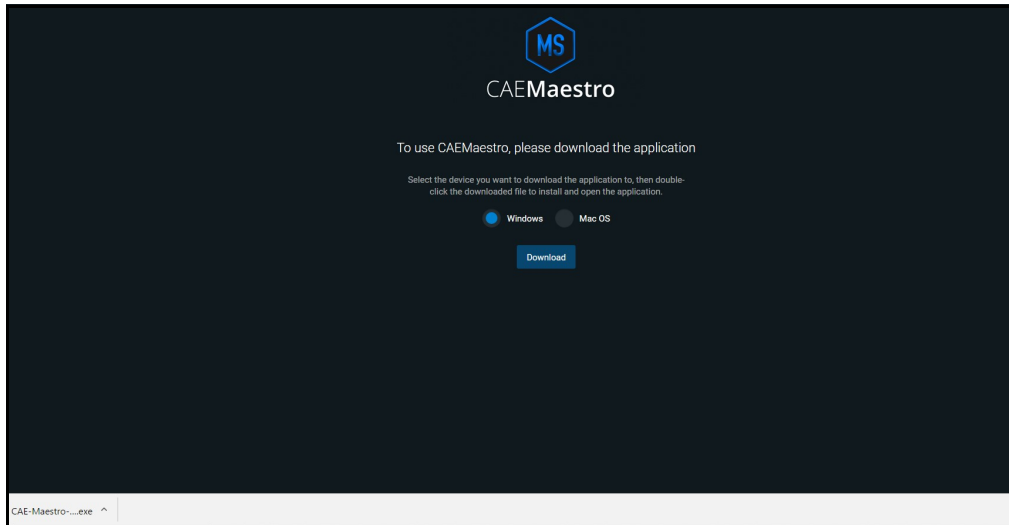 MS
CAEMaestro
To use CAEMaestro, please download the application
Select the device you want to download the application to, then double-
click the downloaded file to install and open the application.
Windows Mac OS
Download
CAE-Maestro-....exe